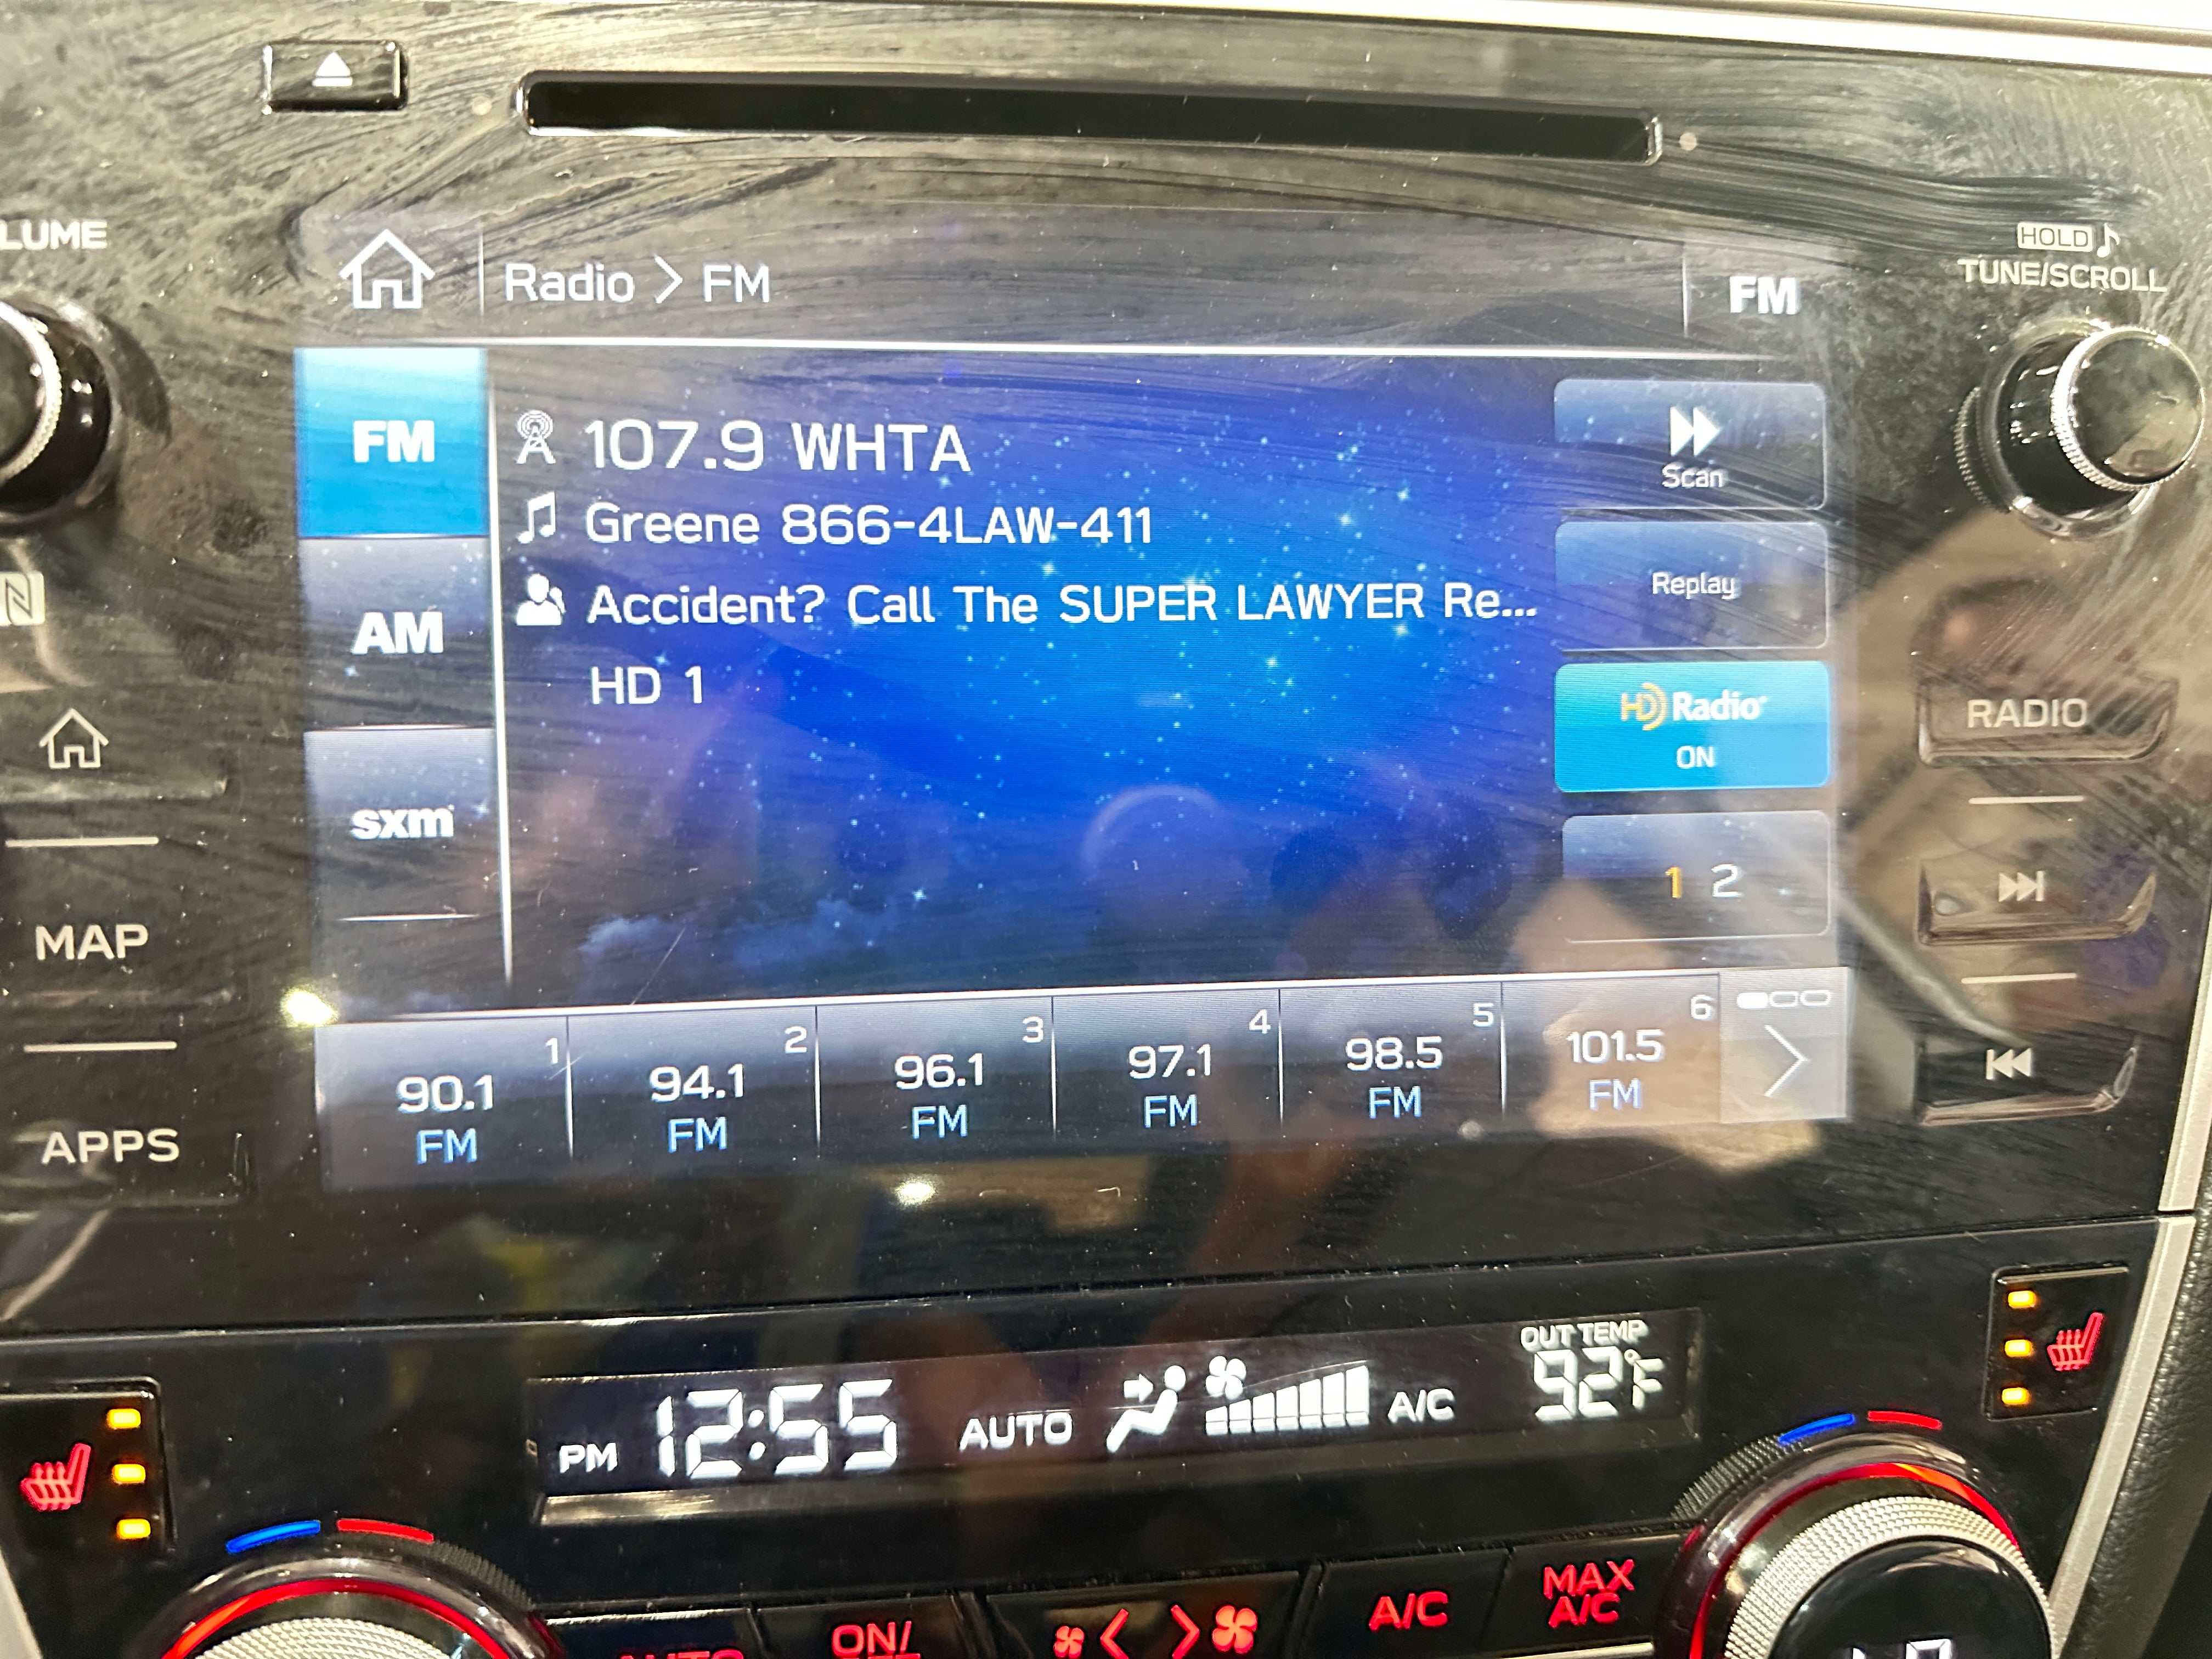 LUME
HOLD
TUNE/SCROLL
Radio > FM
FM
FM
AM
sxm
107.9 WHTA
Greene 866-4LAW-411
Accident? Call The SUPER LAWYER Re...
HD 1
Scan
Replay
HD Radio
ON
1 2
RADIO
MAP
APPS
1
90.1
FM
2
94.1
FM
3
96.1
FM
4
97.1
FM
5
98.5
FM
6
101.5
FM
PM 12:55
AUTO
A/C
OUT TEMP
92°F
AUTO
ON/
A/C
MAX
A/C